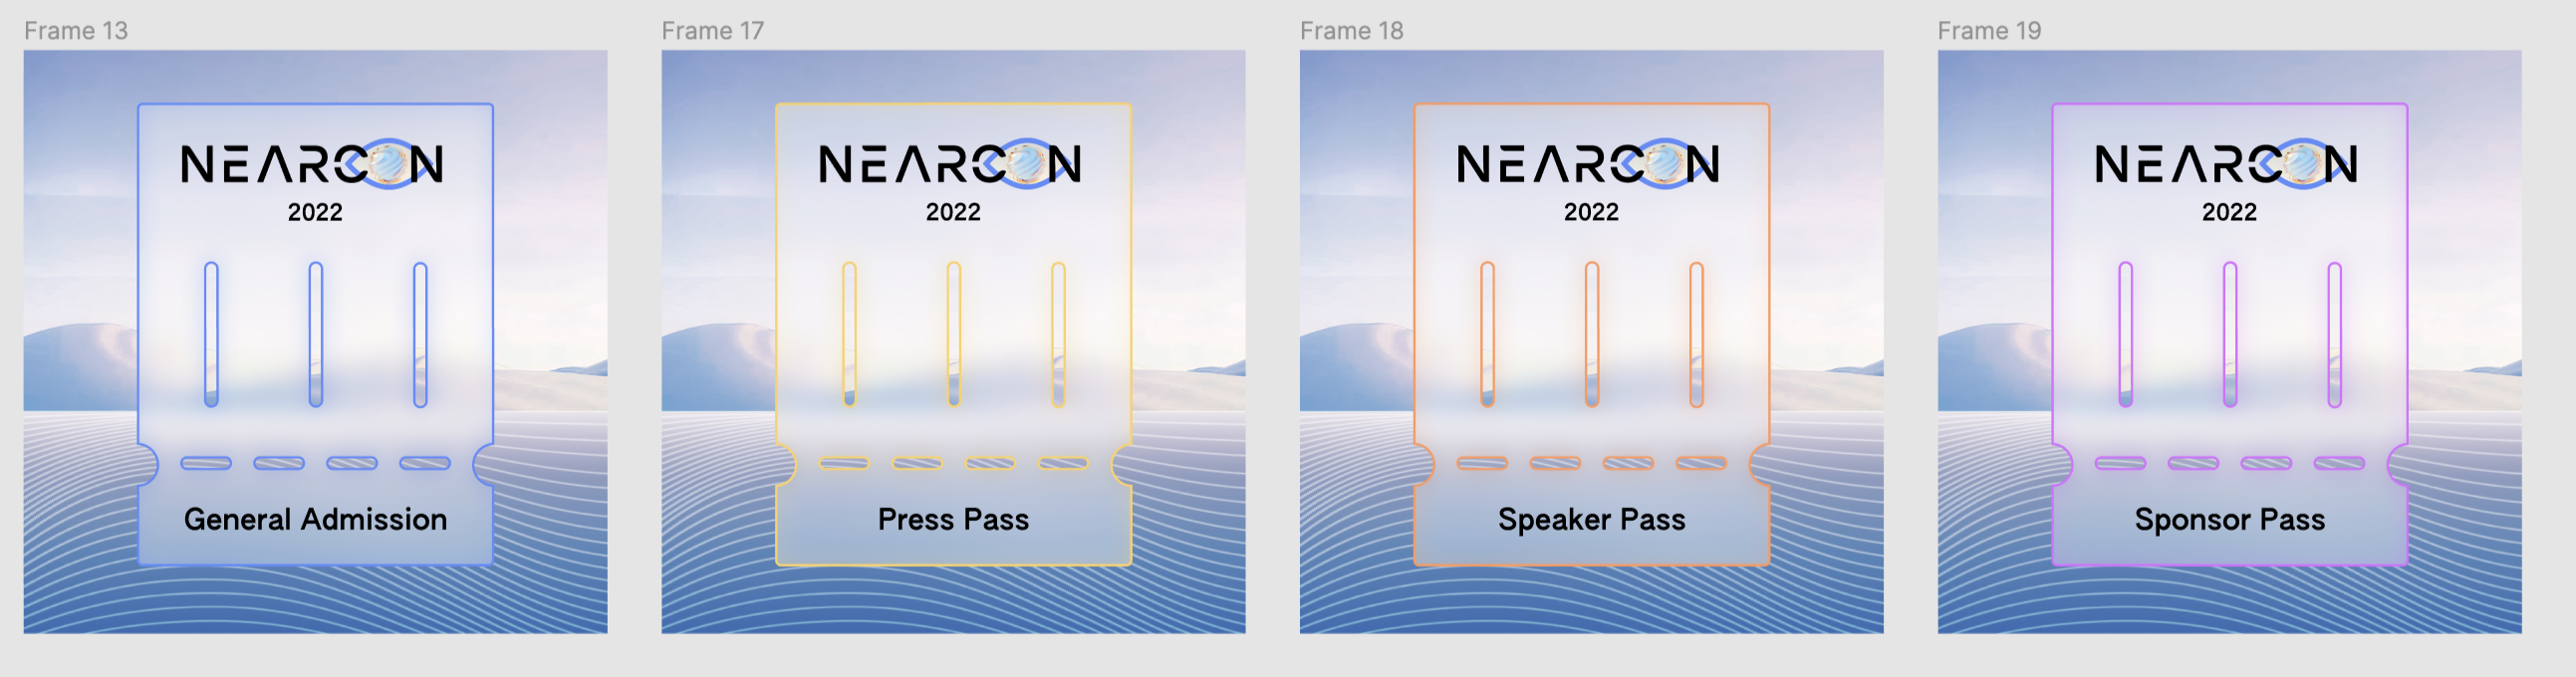 Frame 13
NEARCON
2022
General Admission
Frame 17
NEARCON
2022
Press Pass
Frame 18
NEARCON
2022
Speaker Pass
Frame 19
NEARCON
2022
Sponsor Pass